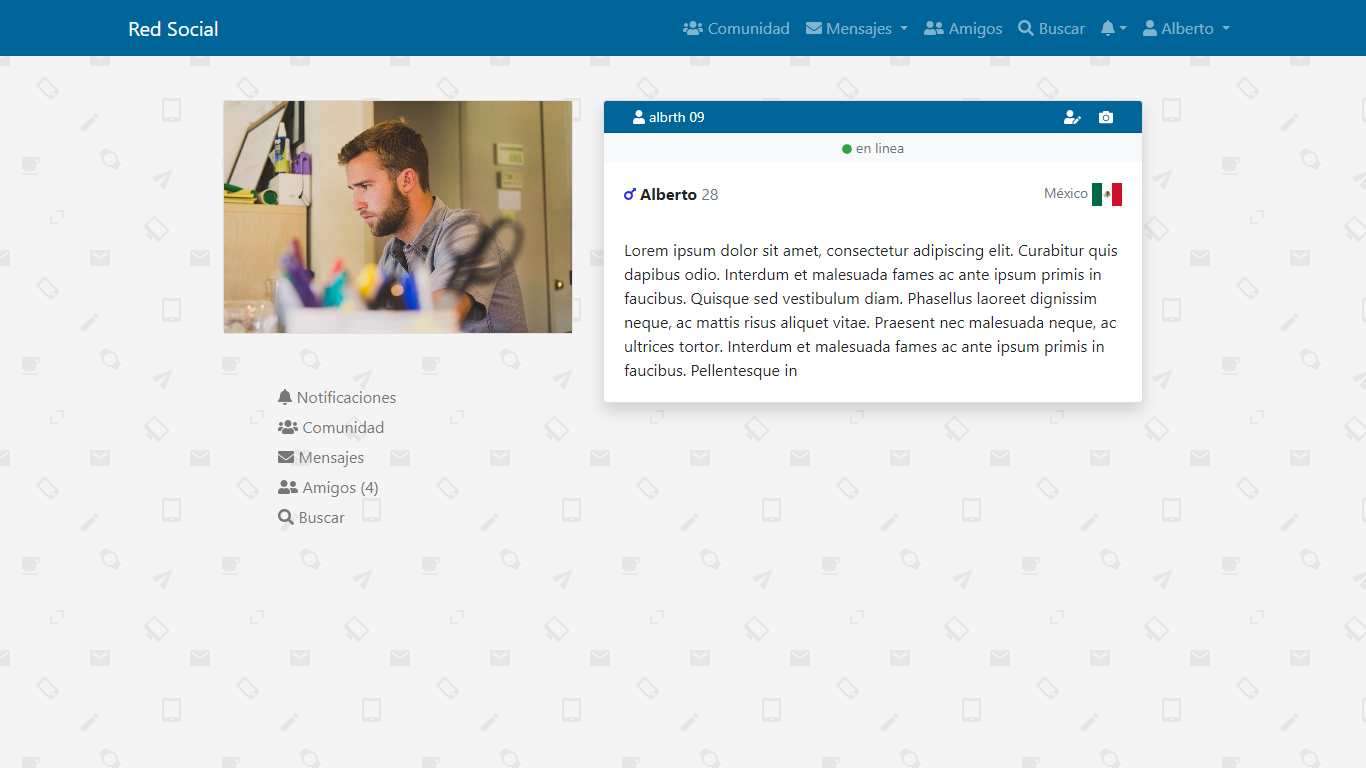 Red Social
Comunidad
Mensajes
Amigos
Buscar
Alberto
albrth 09
en linea
Alberto 28
México
Lorem ipsum dolor sit amet, consectetur adipiscing elit. Curabitur quis
dapibus odio. Interdum et malesuada fames ac ante ipsum primis in
faucibus. Quisque sed vestibulum diam. Phasellus laoreet dignissim
neque, ac mattis risus aliquet vitae. Praesent nec malesuada neque, ac
ultrices tortor. Interdum et malesuada fames ac ante ipsum primis in
faucibus. Pellentesque in
Notificaciones
Comunidad
Mensajes
Amigos (4)
Buscar